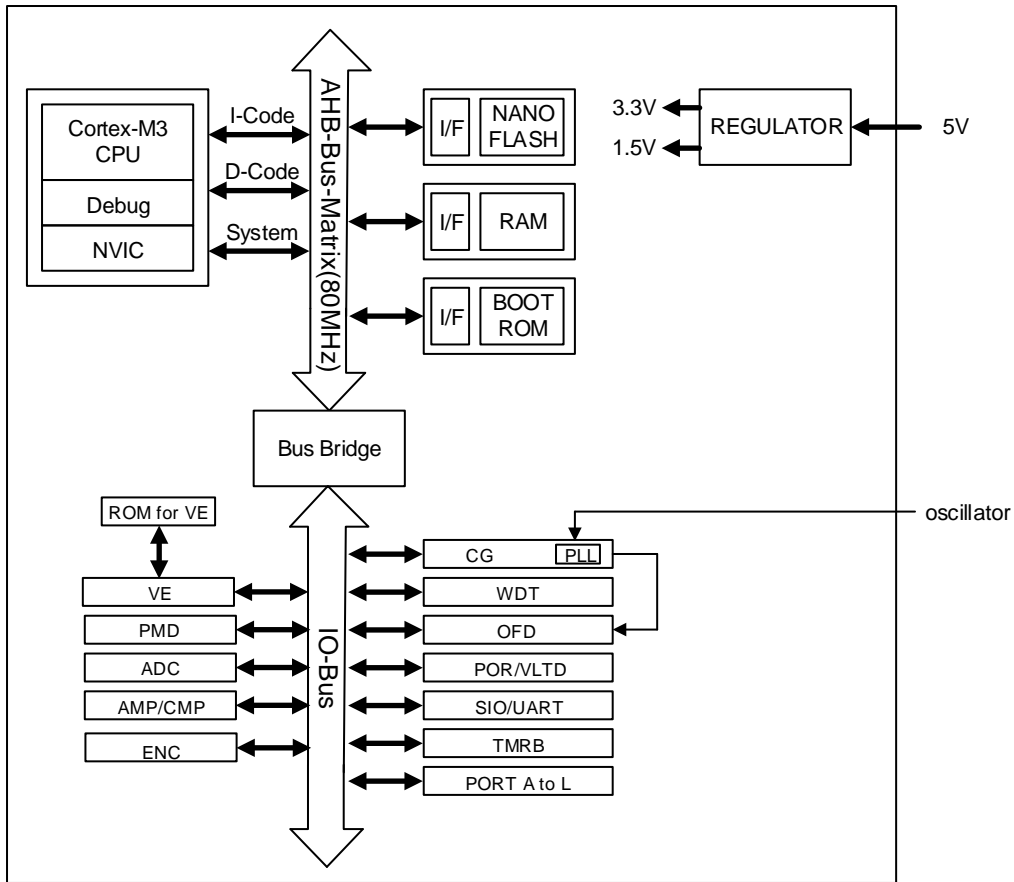 Cortex-M3
CPU
Debug
NVIC
I-Code
D-Code
System
AHB-Bus-Matrix(80MHz)
I/F
NANO
FLASH
I/F
RAM
I/F
BOOT
ROM
3.3V
1.5V
REGULATOR
5V
Bus Bridge
ROM for VE
VE
PMD
ADC
AMP/CMP
ENC
IO-Bus
CG
PLL
WDT
OFD
POR/VLTD
SIO/UART
TMRB
PORT A to L
oscillator